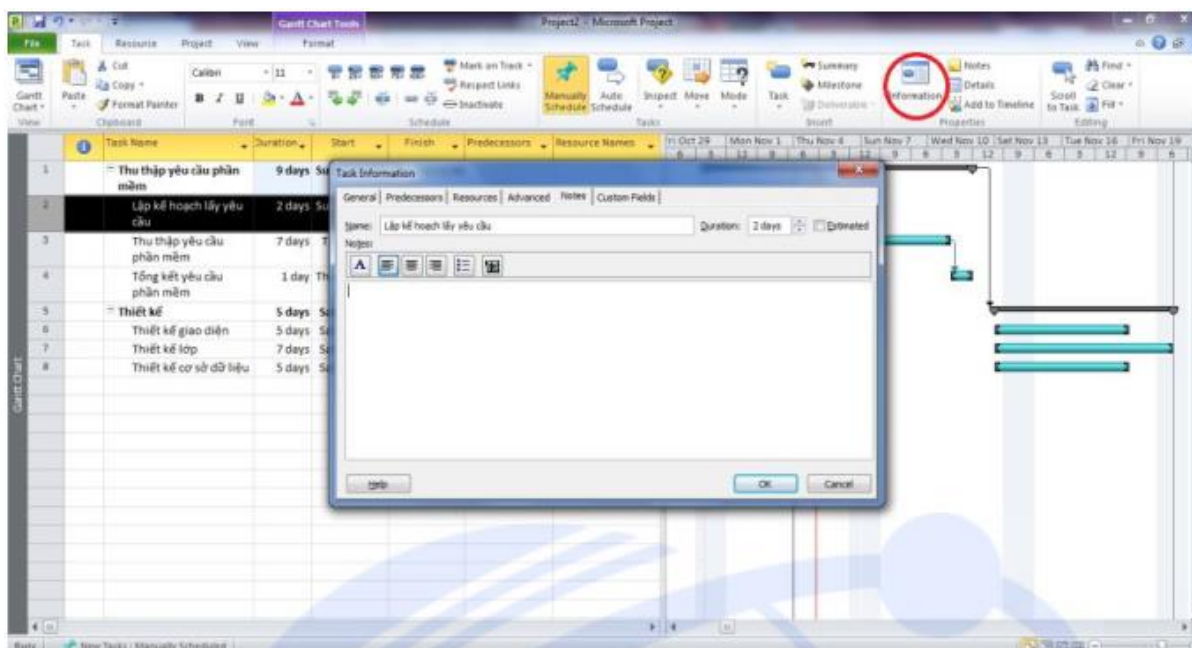 Gantt Chart Tools
Project2 - Microsoft Project
File Task Resource Project View Format
Gantt Chart
Paste
Cut
Copy
Format Painter
Calibri 11
B I U A
Mark on Track
Respect Links
Inactivate
Manually Schedule
Auto Schedule
Inspect Move Mode
Task
Summary
Milestone
Deliverable
Information
Notes
Details
Add to Timeline
Scroll to Task
Find
Clear
Fill
View Clipboard Font Schedule Tasks Insert Properties Editing
Task Name Duration Start Finish Predecessors Resource Names
Oct 29 Mon Nov 1 Thu Nov 4 Sun Nov 7 Wed Nov 10 Sat Nov 13 Tue Nov 16 Fri Nov 19
1 Thu thập yêu cầu phần mềm 9 days
2 Lập kế hoạch lấy yêu cầu 2 days
3 Thu thập yêu cầu phần mềm 7 days
4 Tổng kết yêu cầu phần mềm 1 day Th
5 Thiết kế 5 days
6 Thiết kế giao diện 5 days
7 Thiết kế lớp 7 days
8 Thiết kế cơ sở dữ liệu 5 days
Gantt Chart
Task Information
General Predecessors Resources Advanced Notes Custom Fields
Name: Lập kế hoạch lấy yêu cầu Duration: 2 days Estimated
Notes:
Help OK Cancel
Ready New Tasks : Manually Scheduled